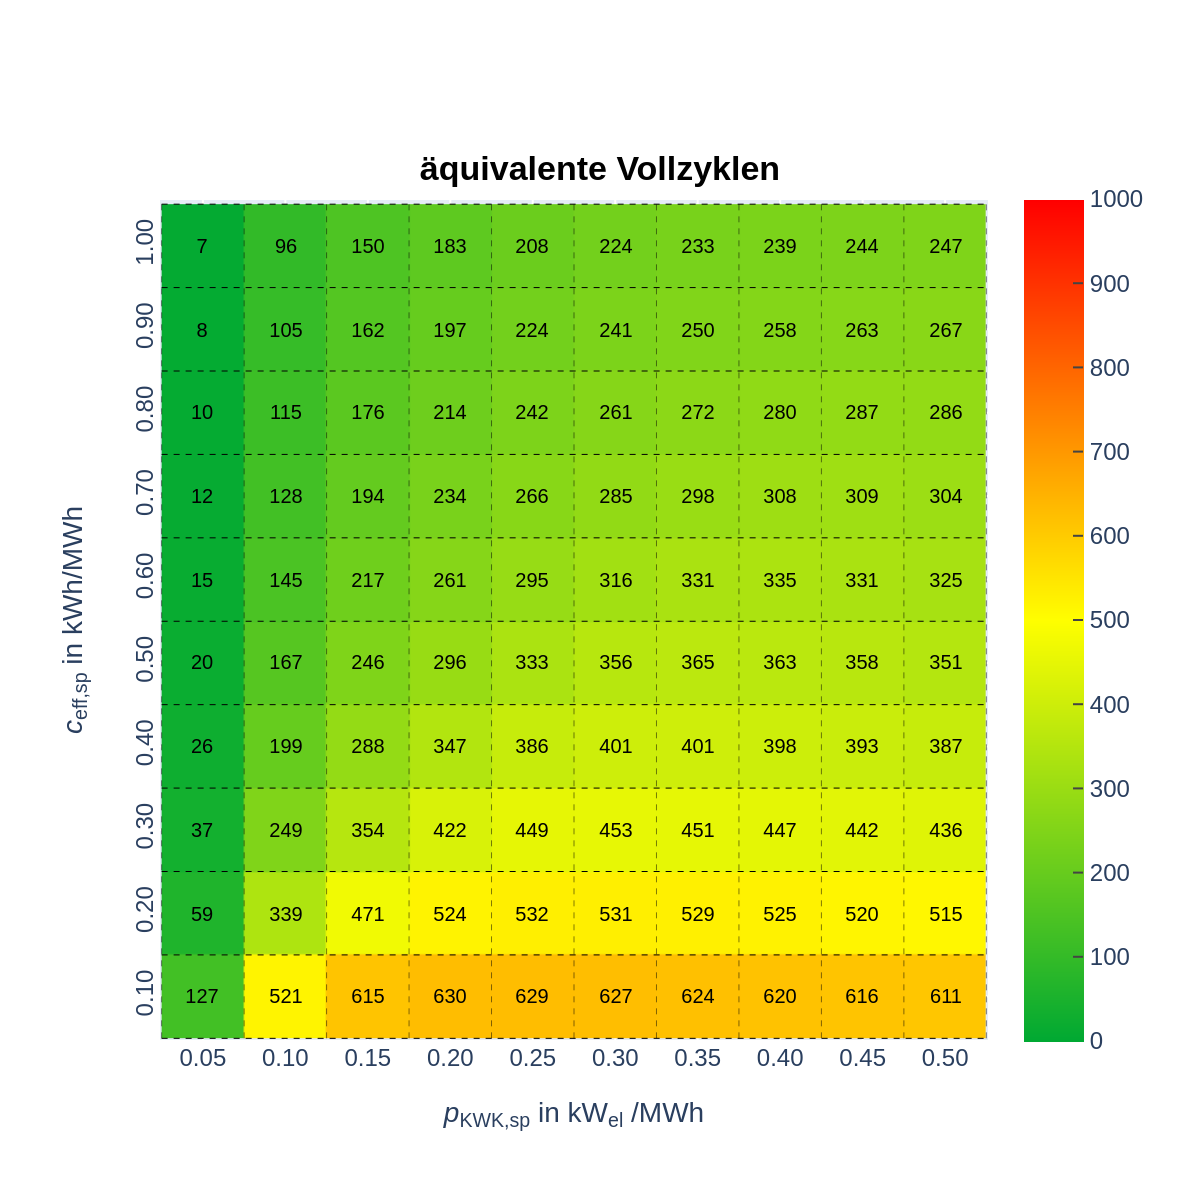 äquivalente Vollzyklen
1.00 7 96 150 183 208 224 233 239 244 247
0.90 8 105 162 197 224 241 250 258 263 267
0.80 10 115 176 214 242 261 272 280 287 286
0.70 12 128 194 234 266 285 298 308 309 304
0.60 15 145 217 261 295 316 331 335 331 325
0.50 20 167 246 296 333 356 365 363 358 351
0.40 26 199 288 347 386 401 401 398 393 387
0.30 37 249 354 422 449 453 451 447 442 436
0.20 59 339 471 524 532 531 529 525 520 515
0.10 127 521 615 630 629 627 624 620 616 611
0.05 0.10 0.15 0.20 0.25 0.30 0.35 0.40 0.45 0.50
p KWK,sp in kW el /MWh
c eff,sp in kWh/MWh
1000
900
800
700
600
500
400
300
200
100
0